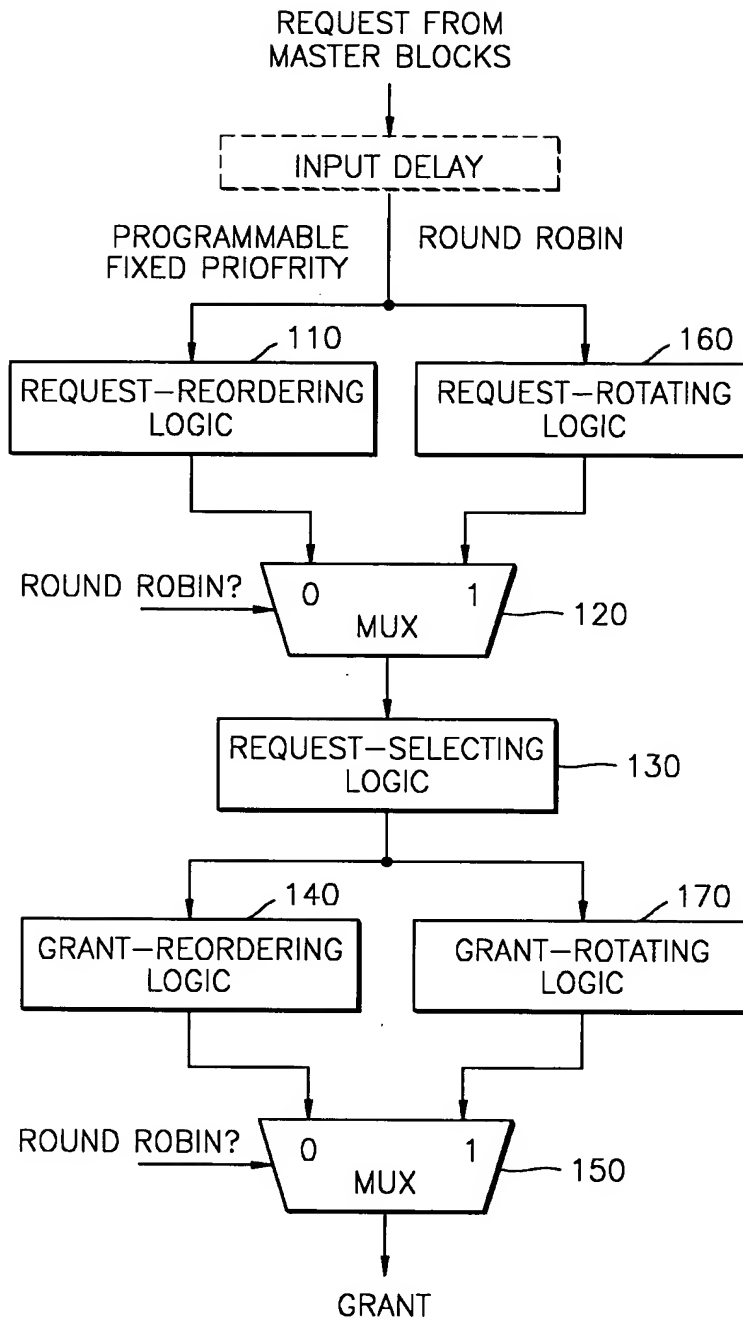 REQUEST FROM
MASTER BLOCKS
INPUT DELAY
PROGRAMMABLE
FIXED PRIOFRITY
ROUND ROBIN
110
160
REQUEST-REORDERING
LOGIC
REQUEST-ROTATING
LOGIC
ROUND ROBIN?
0
1
MUX
120
REQUEST-SELECTING
LOGIC
130
140
170
GRANT-REORDERING
LOGIC
GRANT-ROTATING
LOGIC
ROUND ROBIN?
0
1
MUX
150
GRANT